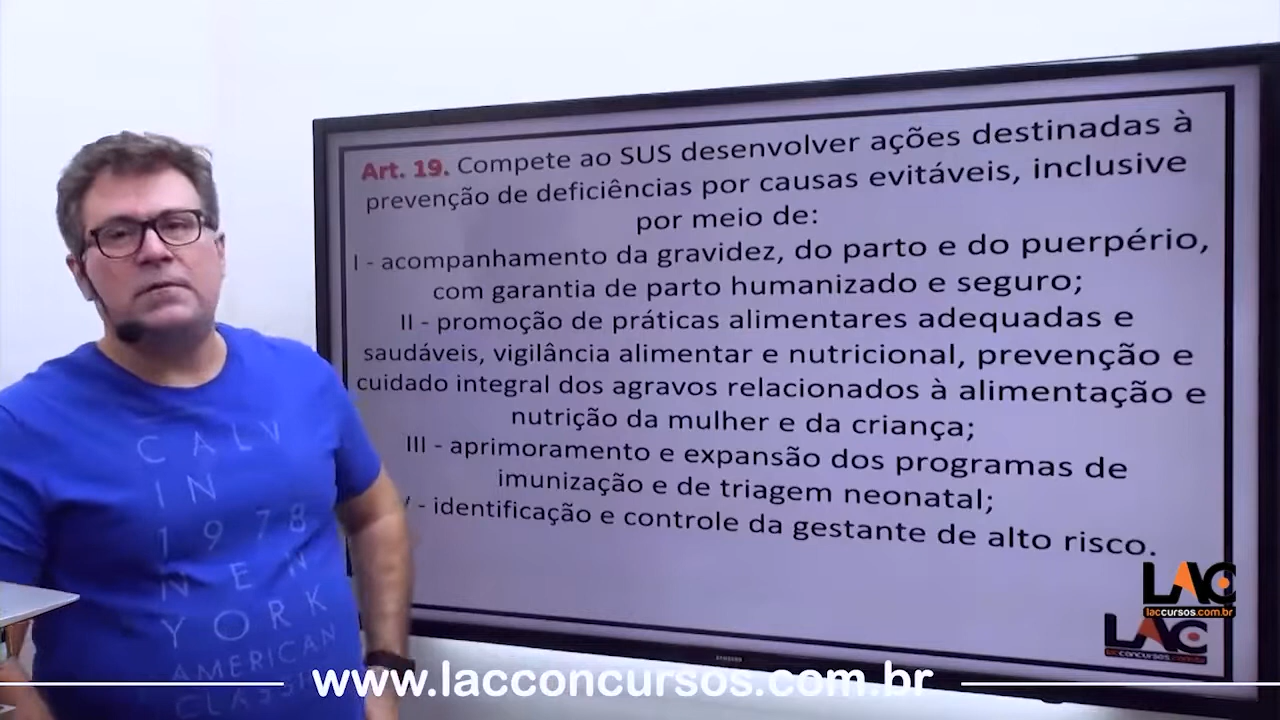 Art. 19. Compete ao SUS desenvolver ações destinadas à
prevenção de deficiências por causas evitáveis, inclusive
por meio de:
I - acompanhamento da gravidez, do parto e do puerpério,
com garantia de parto humanizado e seguro;
II - promoção de práticas alimentares adequadas e
saudáveis, vigilância alimentar e nutricional, prevenção e
cuidado integral dos agravos relacionados à alimentação e
nutrição da mulher e da criança;
III - aprimoramento e expansão dos programas de
imunização e de triagem neonatal;
V - identificação e controle da gestante de alto risco.
CALV
IN
1978
NEW
YORK
AMERICAN
CLASSI
LAC
laccursos.com.br
LAC
SAMSUNG
www.lacconcursos.com.br